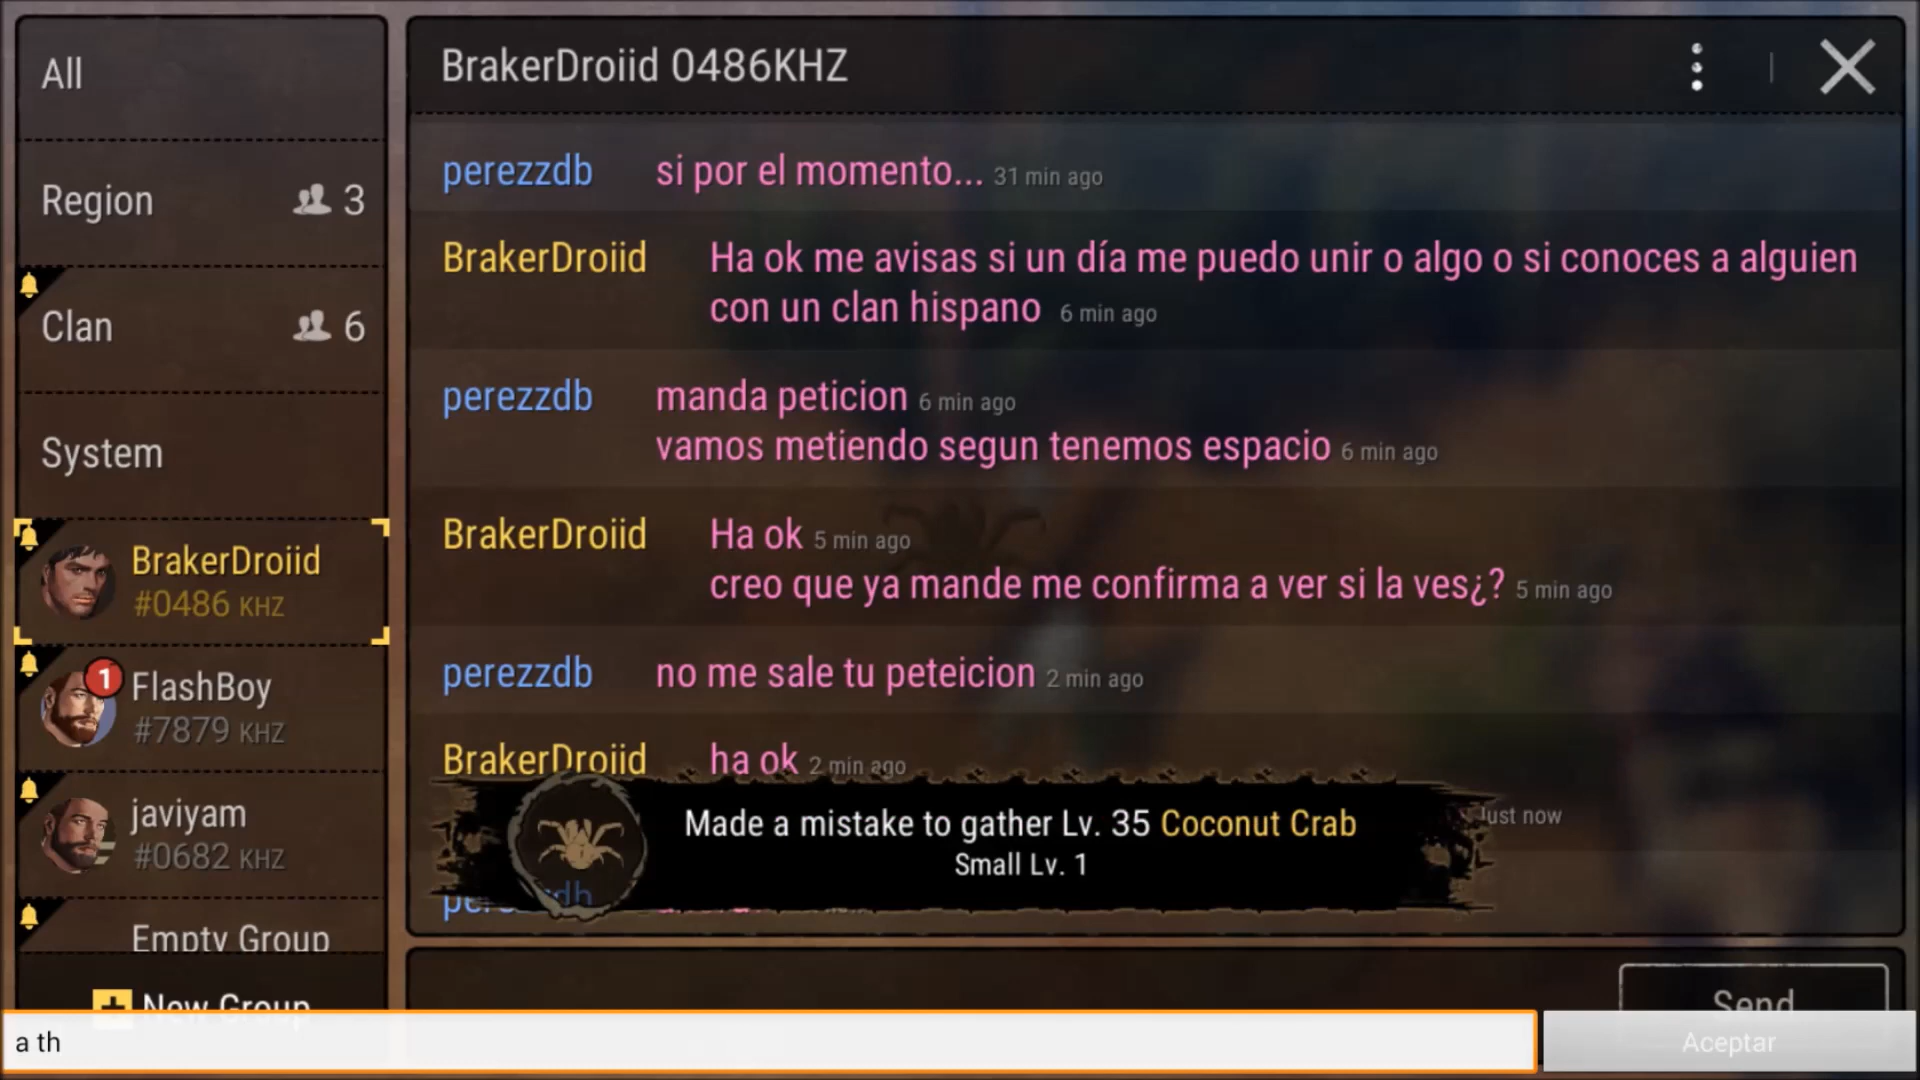 All
Region 3
Clan 6
System
BrakerDroiid
#0486 KHZ
1
FlashBoy
#7879 KHZ
javiyam
#0682 KHZ
Empty Group
New Group
BrakerDroiid 0486KHZ
perezzdb si por el momento... 31 min ago
BrakerDroiid Ha ok me avisas si un día me puedo unir o algo o si conoces a alguien
con un clan hispano 6 min ago
perezzdb manda peticion 6 min ago
vamos metiendo segun tenemos espacio 6 min ago
BrakerDroiid Ha ok 5 min ago
creo que ya mande me confirma a ver si la ves¿? 5 min ago
perezzdb no me sale tu peteicion 2 min ago
BrakerDroiid ha ok 2 min ago
Just now
Made a mistake to gather Lv. 35 Coconut Crab
Small Lv. 1
Send
a th
Aceptar